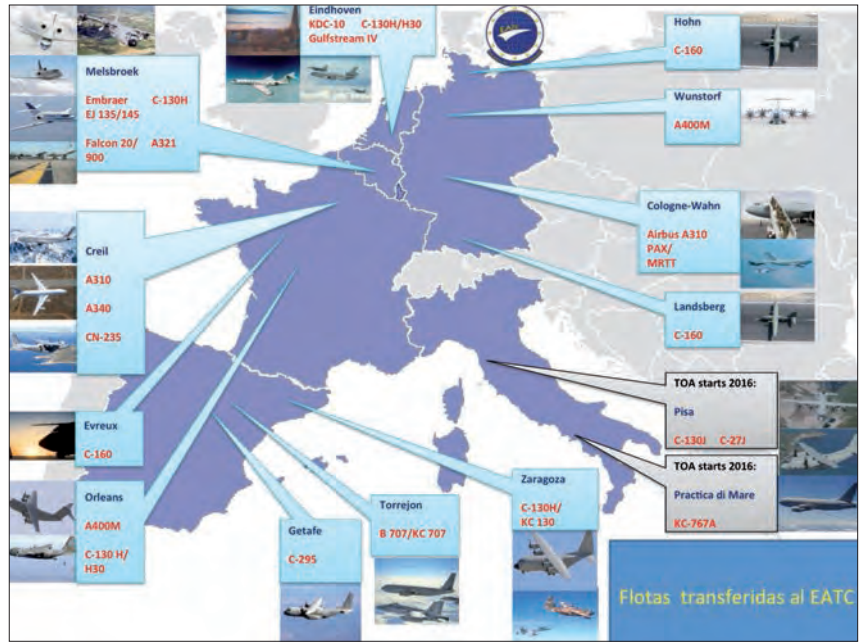 Eindhoven
KDC-10 C-130H/H30
Gulfstream IV
EATC
Hohn
C-160
Melsbroek
Embraer C-130H
EJ 135/145
Falcon 20/ A321
900
Wunstorf
A400M
Cologne-Wahn
Airbus A310
PAX/
MRTT
Creil
A310
A340
CN-235
Landsberg
C-160
TOA starts 2016:
Pisa
C-130J C-27J
Evreux
C-160
TOA starts 2016:
Practica di Mare
KC-767A
Orleans
A400M
C-130 H/
H30
Getafe
C-295
Torrejon
B 707/KC 707
Zaragoza
C-130H/
KC 130
Flotas transferidas al EATC